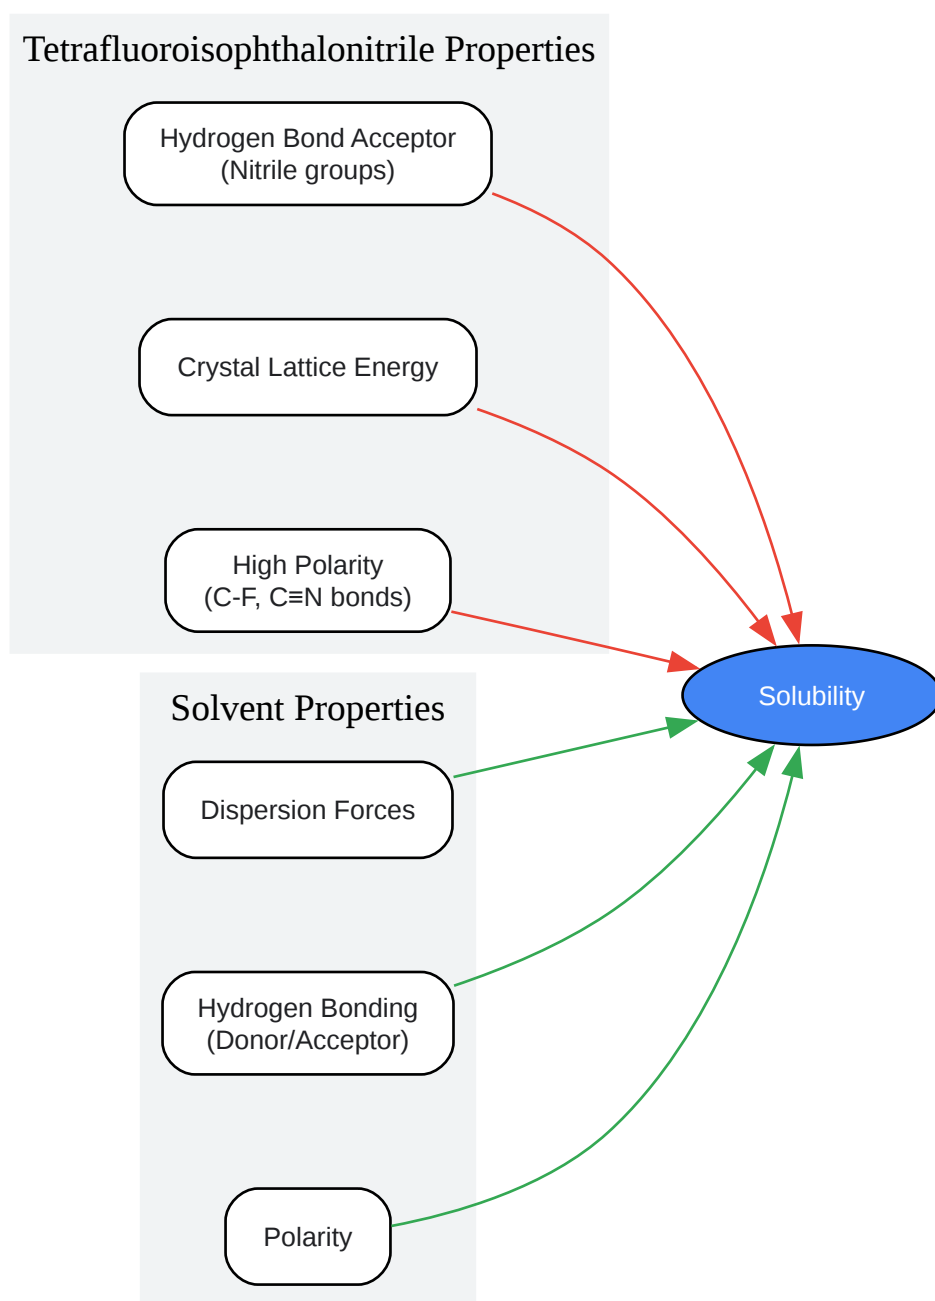 Tetrafluoroisophthalonitrile Properties
Hydrogen Bond Acceptor
(Nitrile groups)
Crystal Lattice Energy
High Polarity
(C-F, C≡N bonds)
Solubility
Solvent Properties
Dispersion Forces
Hydrogen Bonding
(Donor/Acceptor)
Polarity